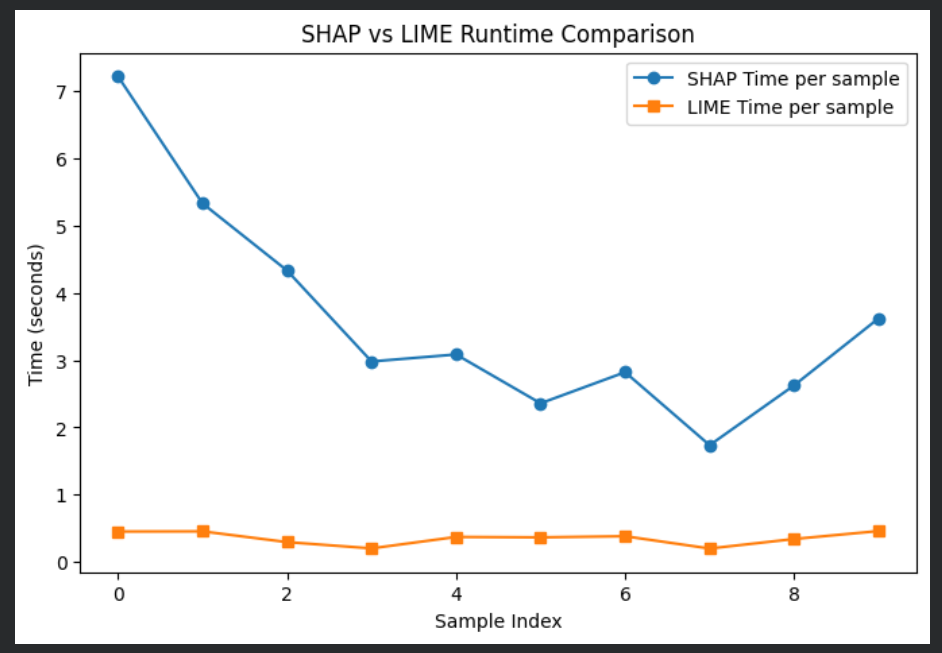 SHAP vs LIME Runtime Comparison
SHAP Time per sample
LIME Time per sample
7
6
5
4
3
2
1
0
Time (seconds)
0 2 4 6 8
Sample Index